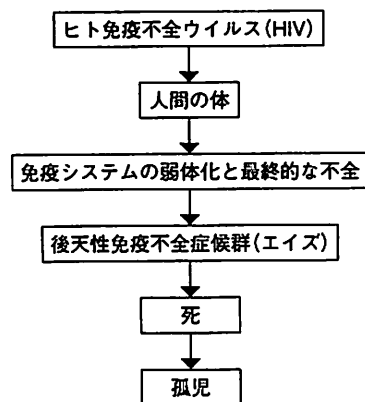 ヒト免疫不全ウイルス(HIV)
人間の体
免疫システムの弱体化と最終的な不全
後天性免疫不全症候群(エイズ)
死
孤児